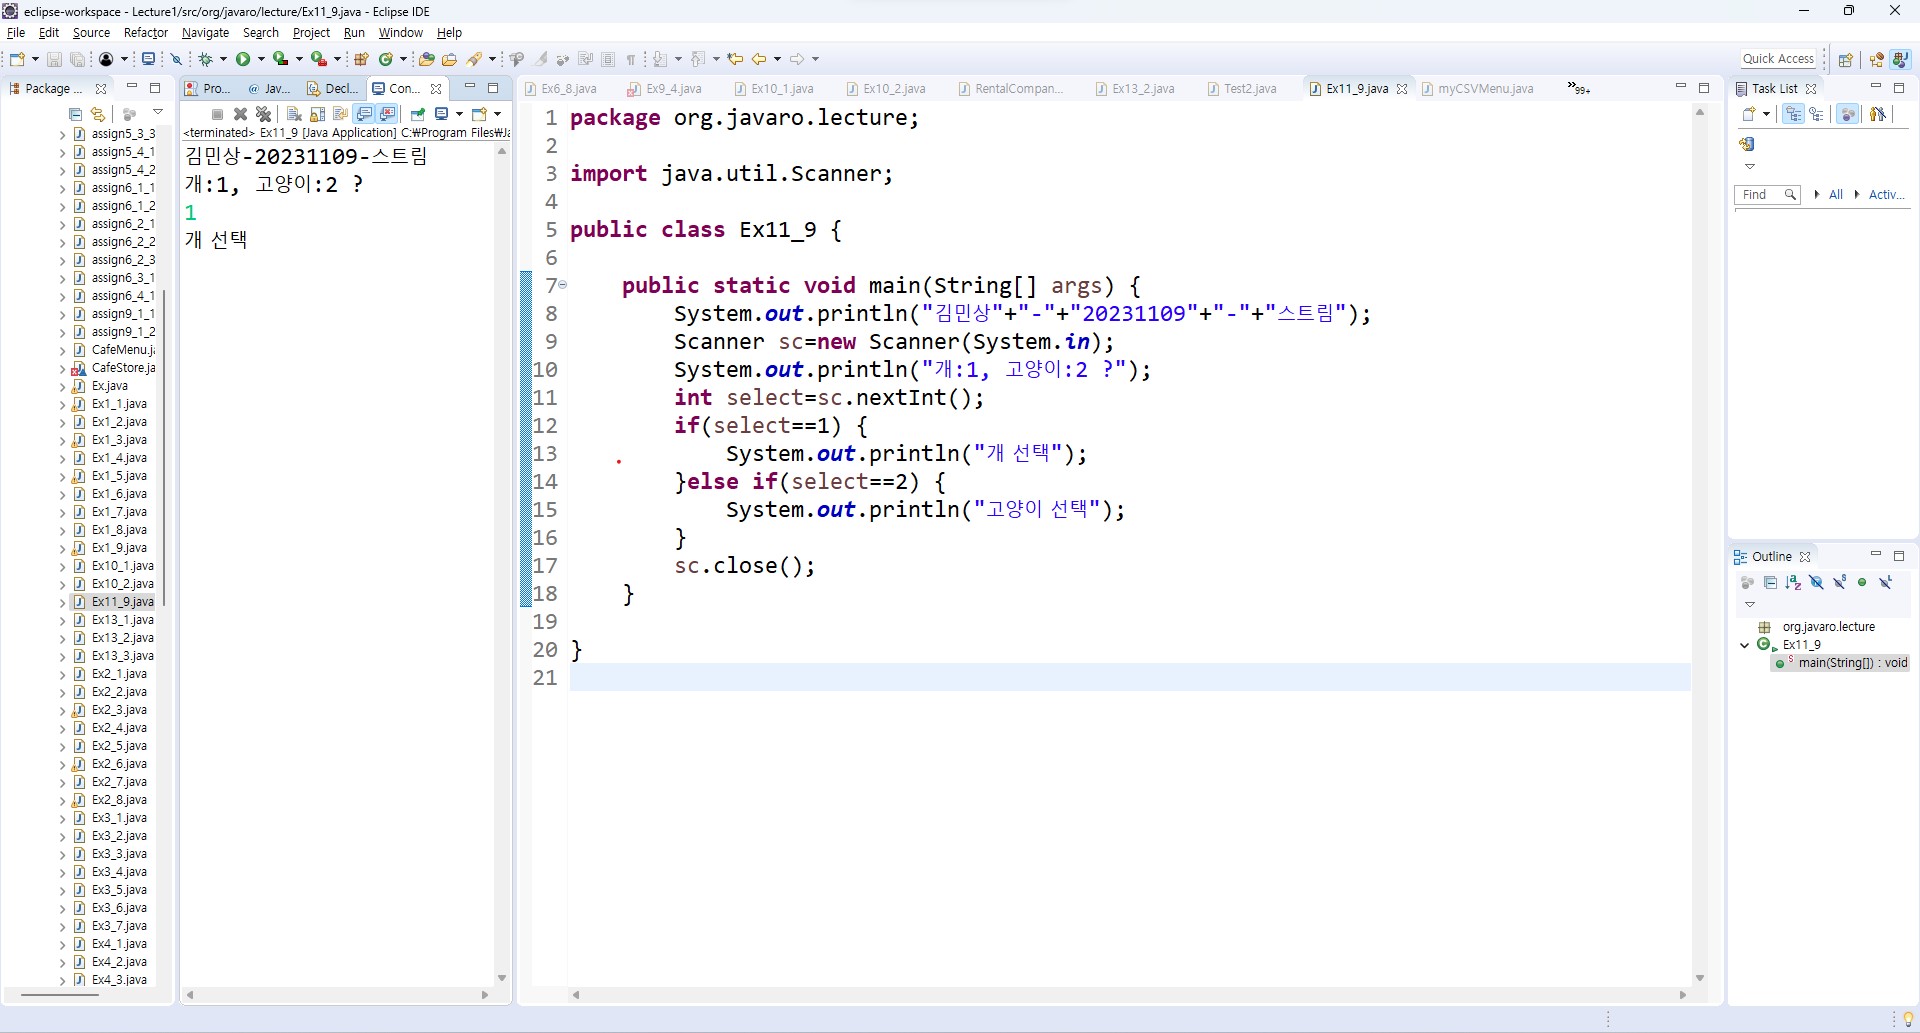 eclipse-workspace - Lecture1/src/org/javaro/lecture/Ex11_9.java - Eclipse IDE
File Edit Source Refactor Navigate Search Project Run Window Help
Quick Access
Package ...
assign5_3_3
assign5_4_1
assign5_4_2
assign6_1_1
assign6_1_2
assign6_2_1
assign6_2_2
assign6_2_3
assign6_3_1
assign6_4_1
assign9_1_1
assign9_1_2
CafeMenu.j
CafeStore.ja
Ex.java
Ex1_1.java
Ex1_2.java
Ex1_3.java
Ex1_4.java
Ex1_5.java
Ex1_6.java
Ex1_7.java
Ex1_8.java
Ex1_9.java
Ex10_1.java
Ex10_2.java
Ex11_9.java
Ex13_1.java
Ex13_2.java
Ex13_3.java
Ex2_1.java
Ex2_2.java
Ex2_3.java
Ex2_4.java
Ex2_5.java
Ex2_6.java
Ex2_7.java
Ex2_8.java
Ex3_1.java
Ex3_2.java
Ex3_3.java
Ex3_4.java
Ex3_5.java
Ex3_6.java
Ex3_7.java
Ex4_1.java
Ex4_2.java
Ex4_3.java
Pro... Jav... Decl... Con...
<terminated> Ex11_9 [Java Application] C:₩Program Files₩Ja
김민상-20231109-스트림
개:1, 고양이:2 ?
1
개 선택
Ex6_8.java Ex9_4.java Ex10_1.java Ex10_2.java RentalCompan... Ex13_2.java Test2.java Ex11_9.java myCSVMenu.java »99+
1 package org.javaro.lecture;
2
3 import java.util.Scanner;
4
5 public class Ex11_9 {
6
7 public static void main(String[] args) {
8 System.out.println("김민상"+"-"+"20231109"+"-"+"스트림");
9 Scanner sc=new Scanner(System.in);
10 System.out.println("개:1, 고양이:2 ?");
11 int select=sc.nextInt();
12 if(select==1) {
13 System.out.println("개 선택");
14 }else if(select==2) {
15 System.out.println("고양이 선택");
16 }
17 sc.close();
18 }
19
20 }
21
Task List
Find All Activ...
Outline
org.javaro.lecture
Ex11_9
main(String[]) : void